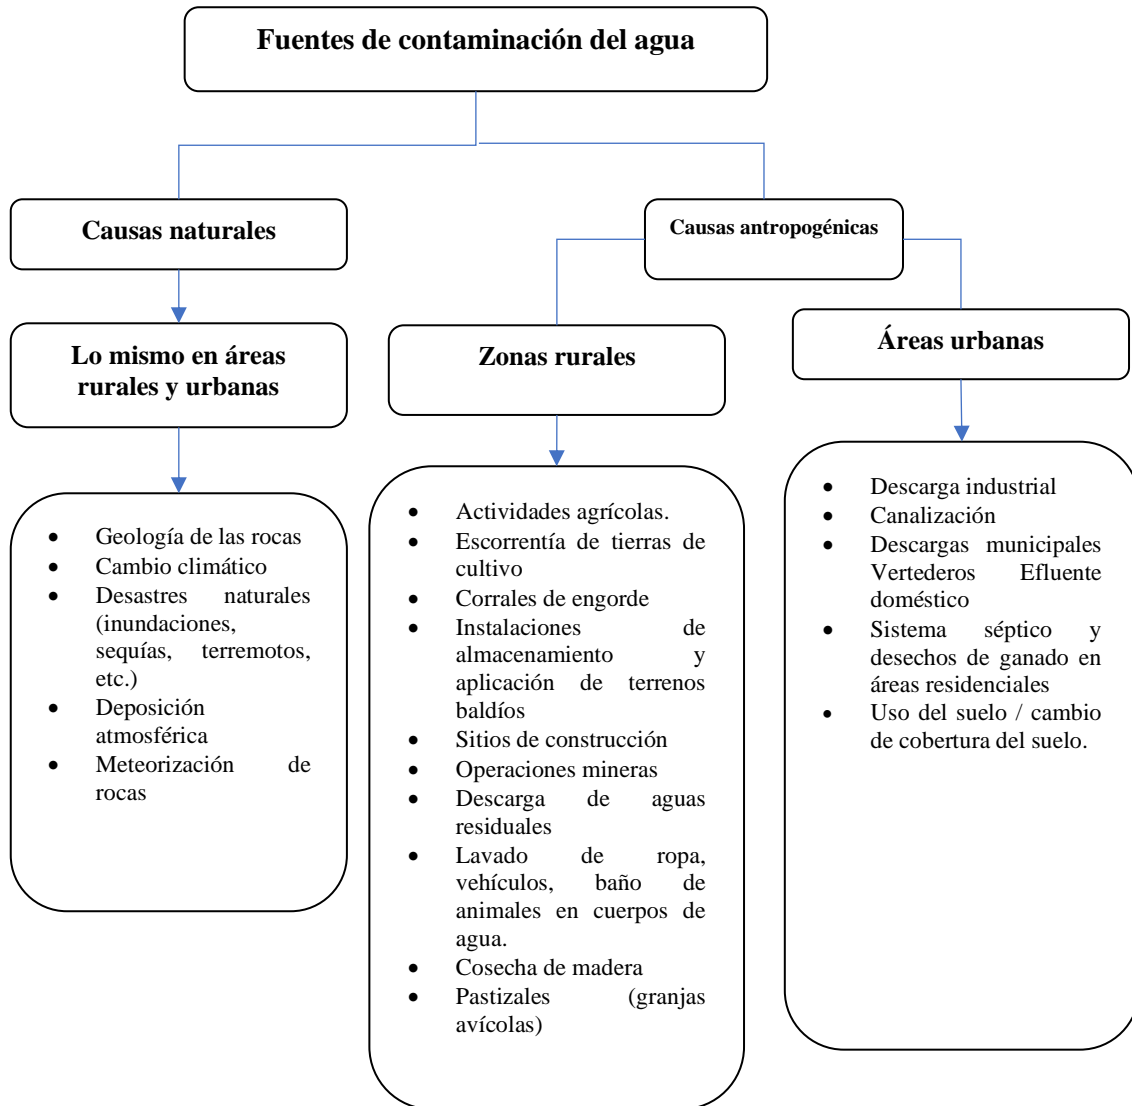 Fuentes de contaminación del agua
Causas naturales
Causas antropogénicas
Lo mismo en áreas
rurales y urbanas
Zonas rurales
Áreas urbanas
• Geología de las rocas
• Cambio climático
• Desastres naturales
(inundaciones,
sequías, terremotos,
etc.)
• Deposición
atmosférica
• Meteorización de
rocas
• Actividades agrícolas.
• Escorrentía de tierras de
cultivo
• Corrales de engorde
• Instalaciones de
almacenamiento y
aplicación de terrenos
baldíos
• Sitios de construcción
• Operaciones mineras
• Descarga de aguas
residuales
• Lavado de ropa,
vehículos, baño de
animales en cuerpos de
agua.
• Cosecha de madera
• Pastizales (granjas
avícolas)
• Descarga industrial
• Canalización
• Descargas municipales
Vertederos Efluente
doméstico
• Sistema séptico y
desechos de ganado en
áreas residenciales
• Uso del suelo / cambio
de cobertura del suelo.